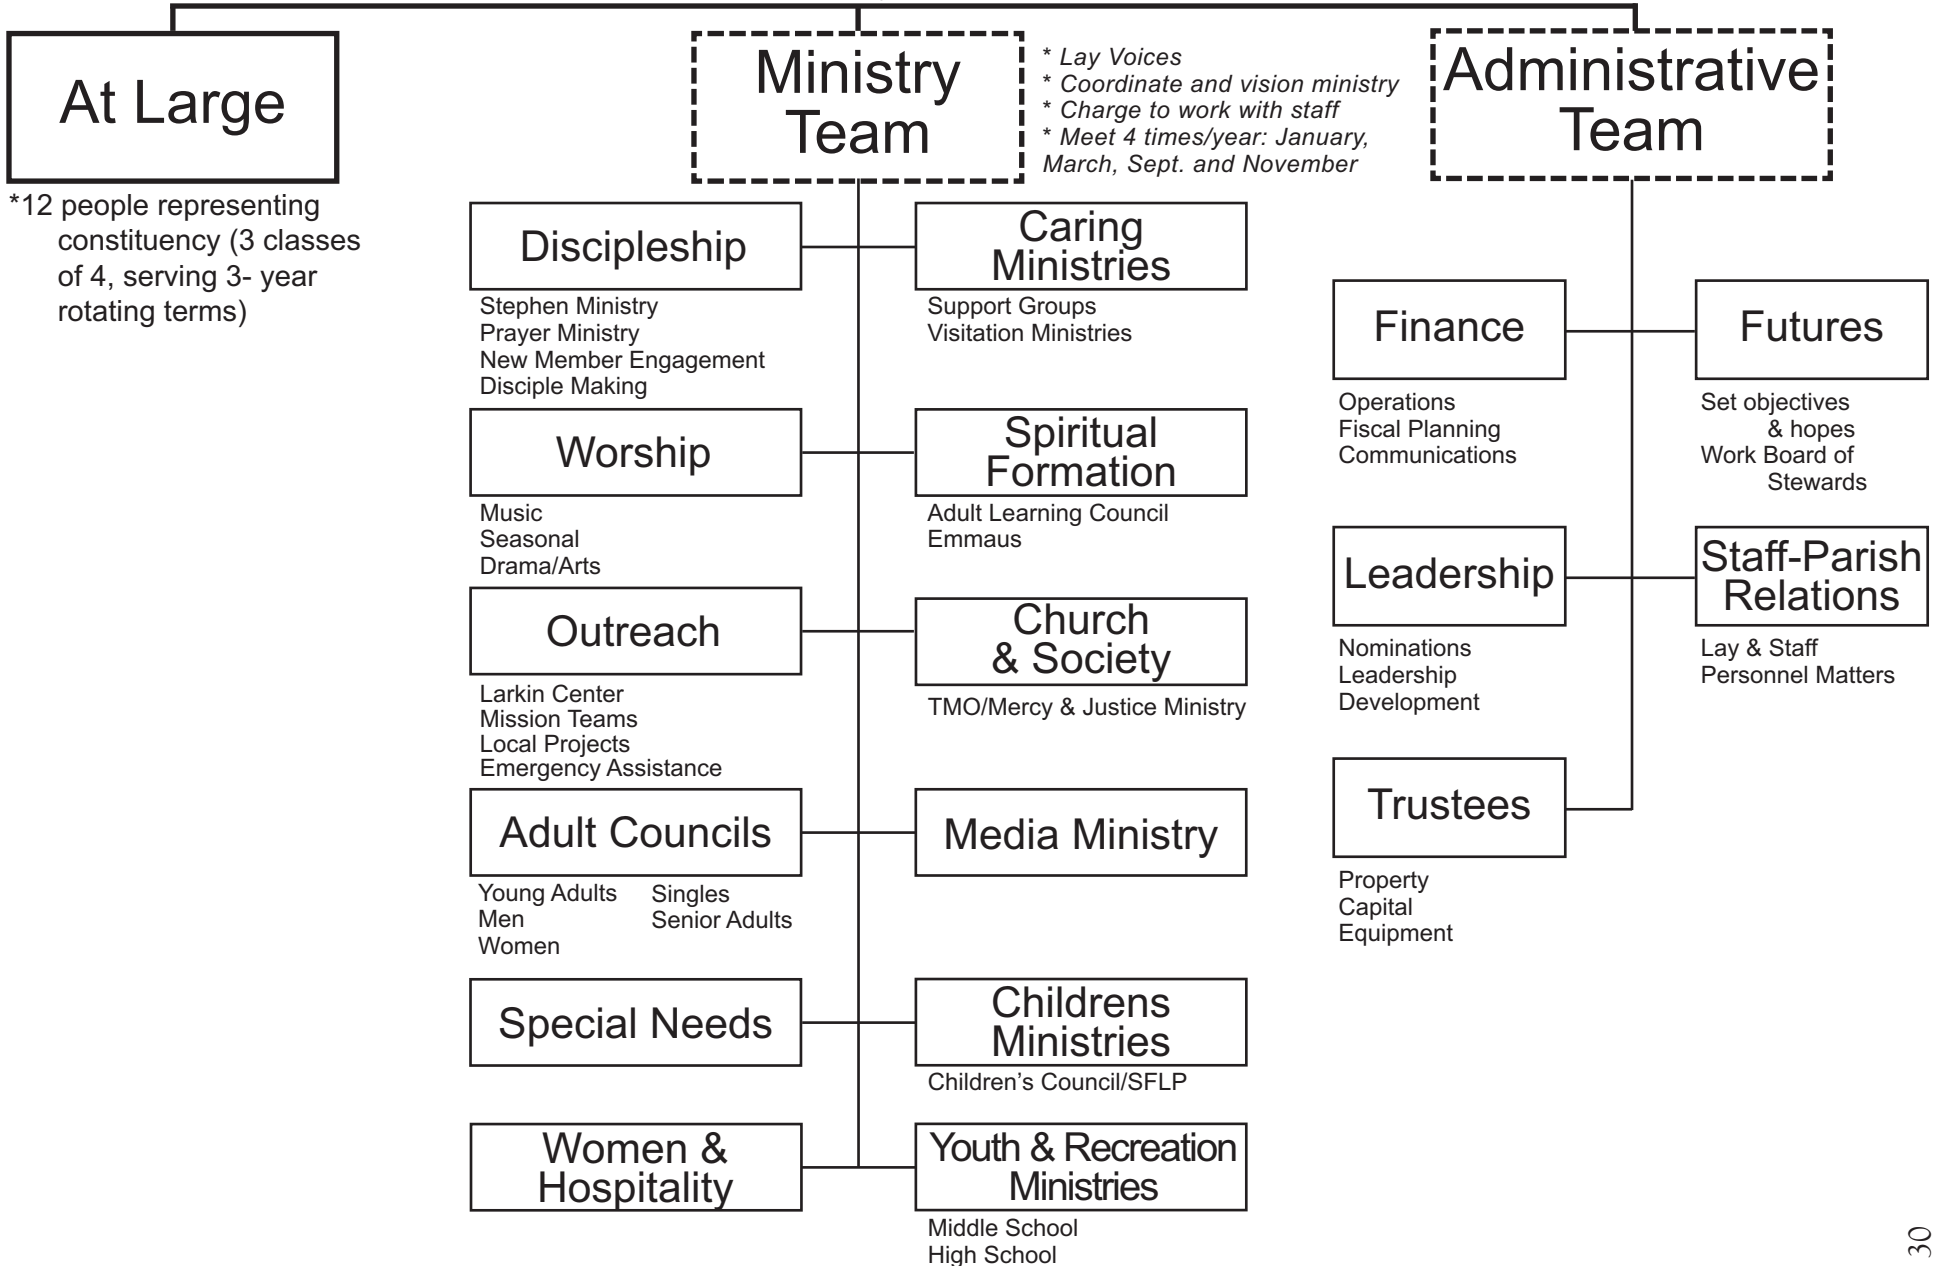 At Large
*12 people representing
constituency (3 classes
of 4, serving 3- year
rotating terms)
Ministry
Team
* Lay Voices
* Coordinate and vision ministry
* Charge to work with staff
* Meet 4 times/year: January,
March, Sept. and November
Discipleship
Stephen Ministry
Prayer Ministry
New Member Engagement
Disciple Making
Caring
Ministries
Support Groups
Visitation Ministries
Worship
Music
Seasonal
Drama/Arts
Spiritual
Formation
Adult Learning Council
Emmaus
Outreach
Larkin Center
Mission Teams
Local Projects
Emergency Assistance
Church
& Society
TMO/Mercy & Justice Ministry
Adult Councils
Young Adults
Men
Women
Singles
Senior Adults
Media Ministry
Special Needs
Childrens
Ministries
Children’s Council/SFLP
Women &
Hospitality
Youth & Recreation
Ministries
Middle School
High School
Administrative
Team
Finance
Operations
Fiscal Planning
Communications
Futures
Set objectives
& hopes
Work Board of
Stewards
Leadership
Nominations
Leadership
Development
Staff-Parish
Relations
Lay & Staff
Personnel Matters
Trustees
Property
Capital
Equipment
30